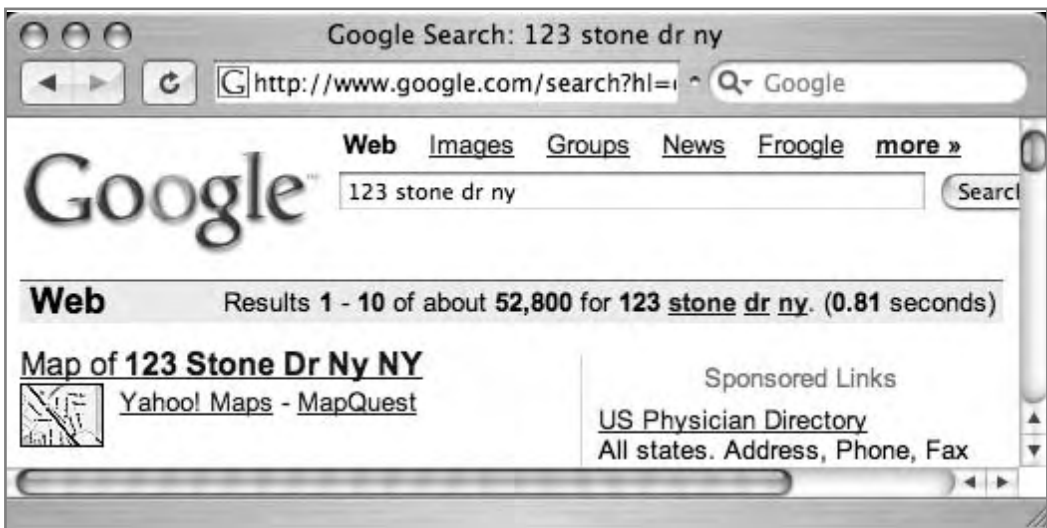 Google Search: 123 stone dr ny
G http://www.google.com/search?hl= Google
Web Images Groups News Froogle more »
Google™
123 stone dr ny
Search
Web Results 1 - 10 of about 52,800 for 123 stone dr ny. (0.81 seconds)
Map of 123 Stone Dr Ny NY
Yahoo! Maps - MapQuest
Sponsored Links
US Physician Directory
All states. Address, Phone, Fax